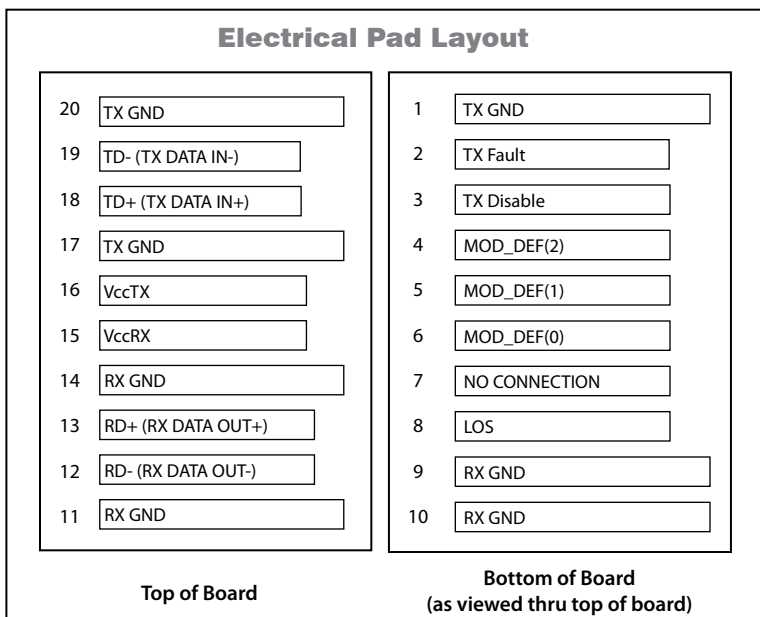 Electrical Pad Layout
20 TX GND
19 TD- (TX DATA IN-)
18 TD+ (TX DATA IN+)
17 TX GND
16 VccTX
15 VccRX
14 RX GND
13 RD+ (RX DATA OUT+)
12 RD- (RX DATA OUT-)
11 RX GND
Top of Board
1 TX GND
2 TX Fault
3 TX Disable
4 MOD_DEF(2)
5 MOD_DEF(1)
6 MOD_DEF(0)
7 NO CONNECTION
8 LOS
9 RX GND
10 RX GND
Bottom of Board
(as viewed thru top of board)